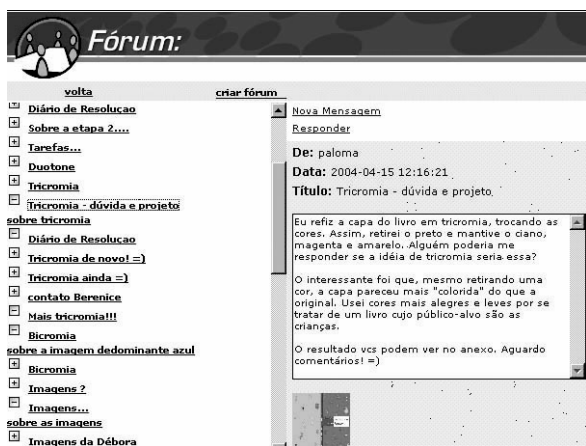 Fórum:
volta
criar fórum
Diário de Resoluçao
Sobre a etapa 2....
Tarefas...
Duotone
Tricromia
Tricromia - dúvida e projeto
sobre tricromia
Diário de Resoluçao
Tricromia de novo! =)
Tricromia ainda =)
contato Berenice
Mais tricromia!!!
Bicromia
sobre a imagem dedominante azul
Bicromia
Imagens ?
Imagens...
sobre as imagens
Imagens da Débora
Nova Mensagem
Responder
De: paloma
Data: 2004-04-15 12:16:21
Título: Tricromia - dúvida e projeto
Eu refiz a capa do livro em tricromia, trocando as
cores. Assim, retirei o preto e mantive o ciano,
magenta e amarelo. Alguém poderia me
responder se a idéia de tricromia seria essa?
O interessante foi que, mesmo retirando uma
cor, a capa pareceu mais "colorida" do que a
original. Usei cores mais alegres e leves por se
tratar de um livro cujo público-alvo são as
crianças.
O resultado vcs podem ver no anexo. Aguardo
comentários! =)